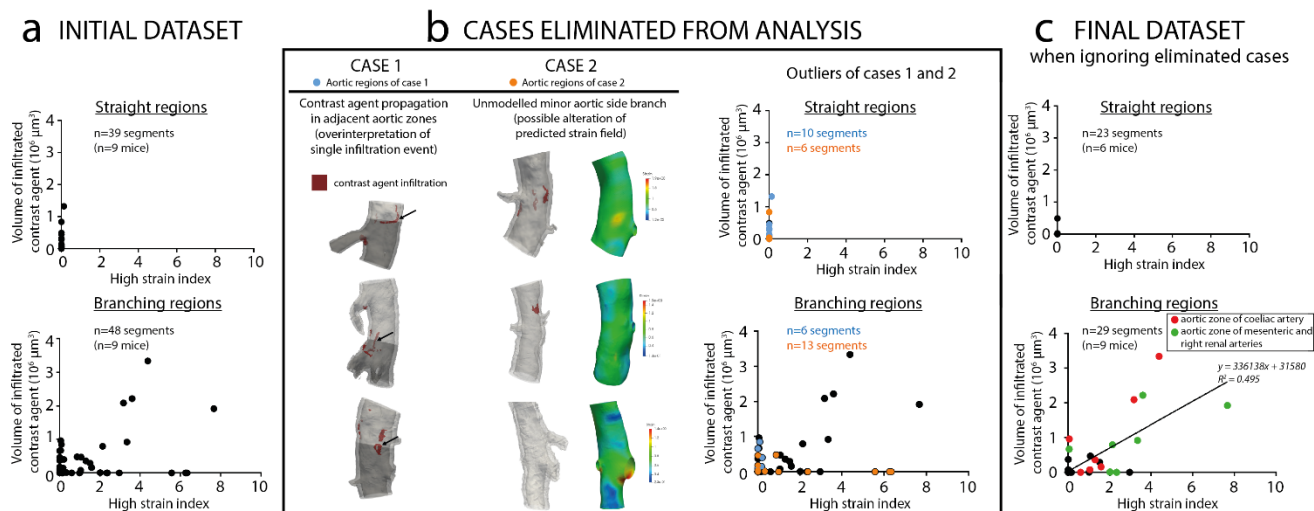 a INITIAL DATASET
Straight regions
n=39 segments
(n=9 mice)
Volume of infiltrated
contrast agent (10⁶ µm³)
4
3
2
1
0
0 2 4 6 8 10
High strain index
Branching regions
n=48 segments
(n=9 mice)
Volume of infiltrated
contrast agent (10⁶ µm³)
4
3
2
1
0
0 2 4 6 8 10
High strain index
b CASES ELIMINATED FROM ANALYSIS
CASE 1
Aortic regions of case 1
Contrast agent propagation
in adjacent aortic zones
(overinterpretation of
single infiltration event)
contrast agent infiltration
CASE 2
Aortic regions of case 2
Unmodelled minor aortic side branch
(possible alteration of
predicted strain field)
Outliers of cases 1 and 2
Straight regions
n=10 segments
n=6 segments
Volume of infiltrated
contrast agent (10⁶ µm³)
4
3
2
1
0
0 2 4 6 8 10
High strain index
Branching regions
n=6 segments
n=13 segments
Volume of infiltrated
contrast agent (10⁶ µm³)
4
3
2
1
0
0 2 4 6 8 10
High strain index
c FINAL DATASET
when ignoring eliminated cases
Straight regions
n=23 segments
(n=6 mice)
Volume of infiltrated
contrast agent (10⁶ µm³)
4
3
2
1
0
0 2 4 6 8 10
High strain index
Branching regions
n=29 segments
(n=9 mice)
aortic zone of coeliac artery
aortic zone of mesenteric and
right renal arteries
y = 336138x + 31580
R² = 0.495
Volume of infiltrated
contrast agent (10⁶ µm³)
4
3
2
1
0
0 2 4 6 8 10
High strain index